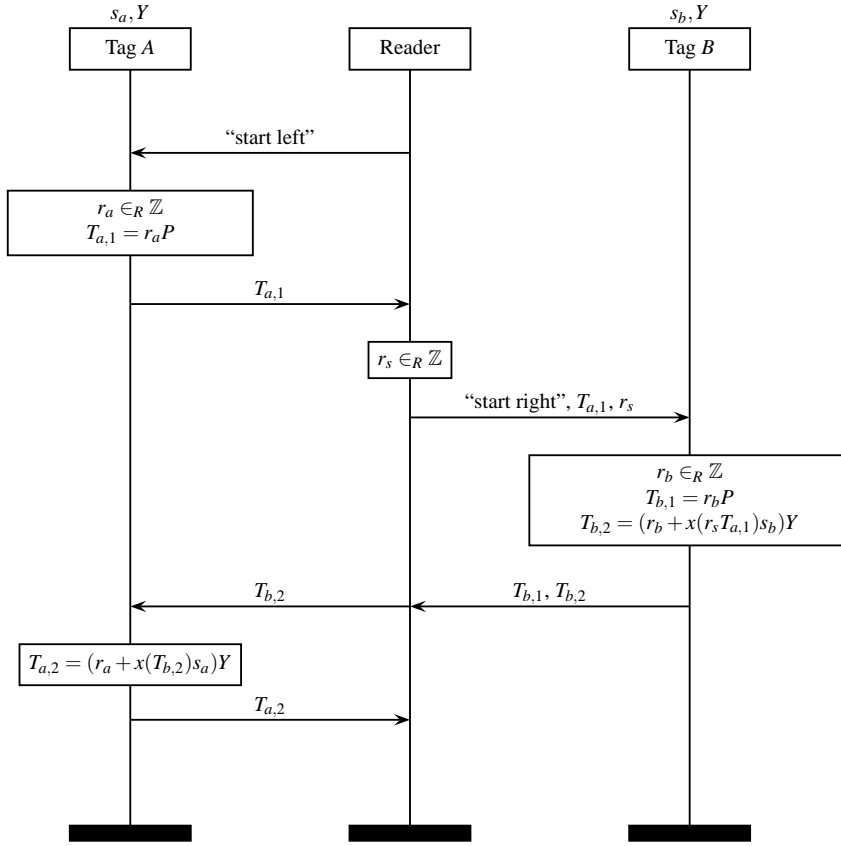 s_a, Y
s_b, Y
Tag A
Reader
Tag B
“start left”
r_a ∈_R ℤ
T_{a,1} = r_a P
T_{a,1}
r_s ∈_R ℤ
“start right”, T_{a,1}, r_s
r_b ∈_R ℤ
T_{b,1} = r_b P
T_{b,2} = (r_b + x(r_s T_{a,1})s_b)Y
T_{b,2}
T_{b,1}, T_{b,2}
T_{a,2} = (r_a + x(T_{b,2})s_a)Y
T_{a,2}